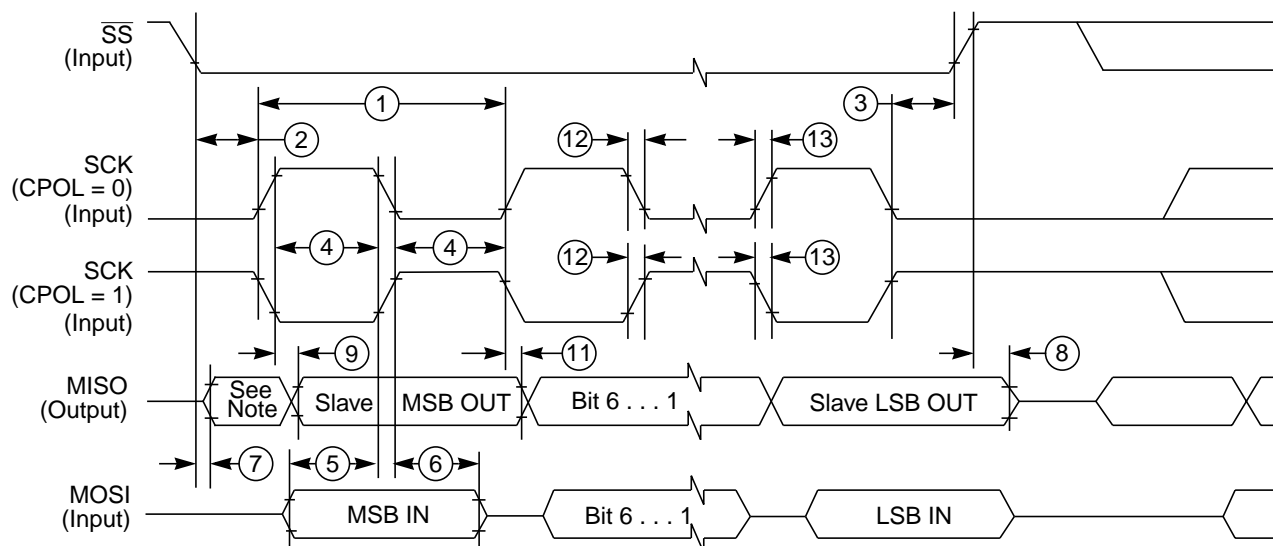 SS
(Input)
1
3
2
12
13
SCK
(CPOL = 0)
(Input)
4
4
SCK
(CPOL = 1)
(Input)
12
13
9
11
8
MISO
(Output)
See
Note
Slave
MSB OUT
Bit 6 . . . 1
Slave LSB OUT
7
5
6
MOSI
(Input)
MSB IN
Bit 6 . . . 1
LSB IN